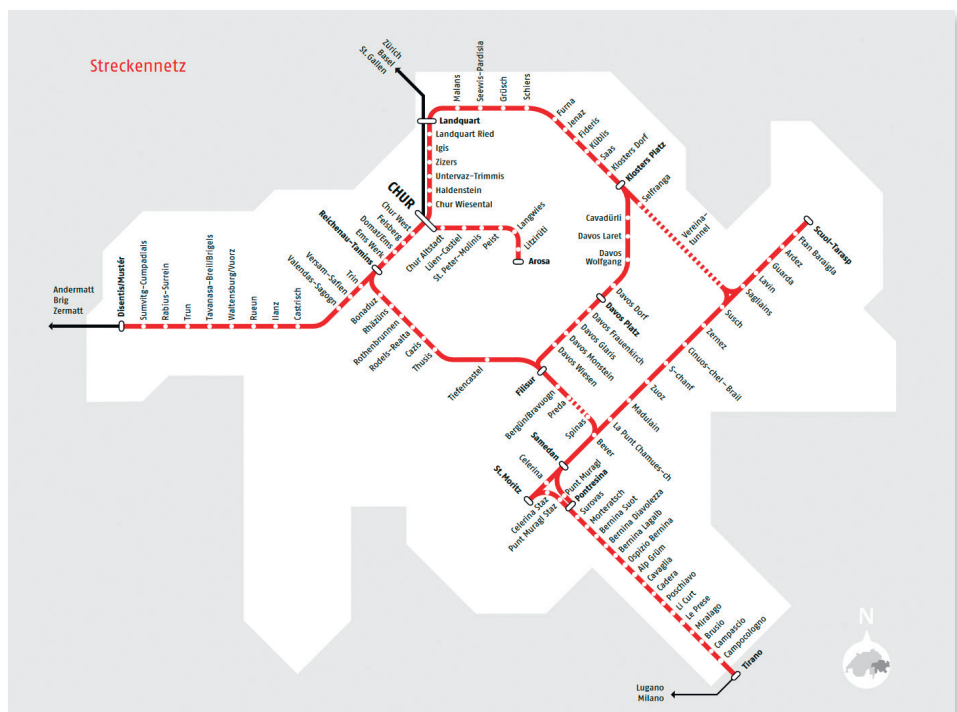 Streckennetz
Zürich
Basel
St. Gallen
Malans
Seewis-Pardisla
Grüsch
Schiers
Furna
Jenaz
Fideris
Küblis
Saas
Klosters Dorf
Klosters Platz
Selfranga
Landquart
Landquart Ried
Igis
Zizers
Untervaz-Trimmis
Haldenstein
Chur Wiesental
CHUR
Chur West
Felsberg
Domat/Ems
Ems Werk
Reichenau-Tamins
Chur Altstadt
Lüen-Castiel
St. Peter-Molinis
Peist
Langwies
Litzirüti
Arosa
Cavadürli
Davos Laret
Davos
Wolfgang
Davos Dorf
Davos Platz
Davos Frauenkirch
Davos Glaris
Davos Monstein
Davos Wiesen
Filisur
Vereina-
tunnel
Scuol-Tarasp
Ftan Baraigla
Ardez
Guarda
Lavin
Sagliains
Susch
Zernez
Cinuos-chel – Brail
S-chanf
Zuoz
Madulain
La Punt Chamues-ch
Bever
Andermatt
Brig
Zermatt
Disentis/Mustér
Sumvitg-Cumpadials
Rabius-Surrein
Trun
Tavanasa-Breil/Brigels
Waltensburg/Vuorz
Rueun
Ilanz
Castrisch
Valendas-Sagogn
Versam-Safien
Trin
Bonaduz
Rhäzüns
Rothenbrunnen
Rodels-Realta
Cazis
Thusis
Tiefencastel
Bergün/Bravuogn
Preda
Spinas
Samedan
Celerina
St. Moritz
Celerina Staz
Punt Muragl Staz
Punt Muragl
Pontresina
Surovas
Morteratsch
Bernina Suot
Bernina Diavolezza
Bernina Lagalb
Ospizio Bernina
Alp Grüm
Cavaglia
Cadera
Poschiavo
Li Curt
Le Prese
Miralago
Brusio
Campascio
Campocologno
Tirano
Lugano
Milano
N